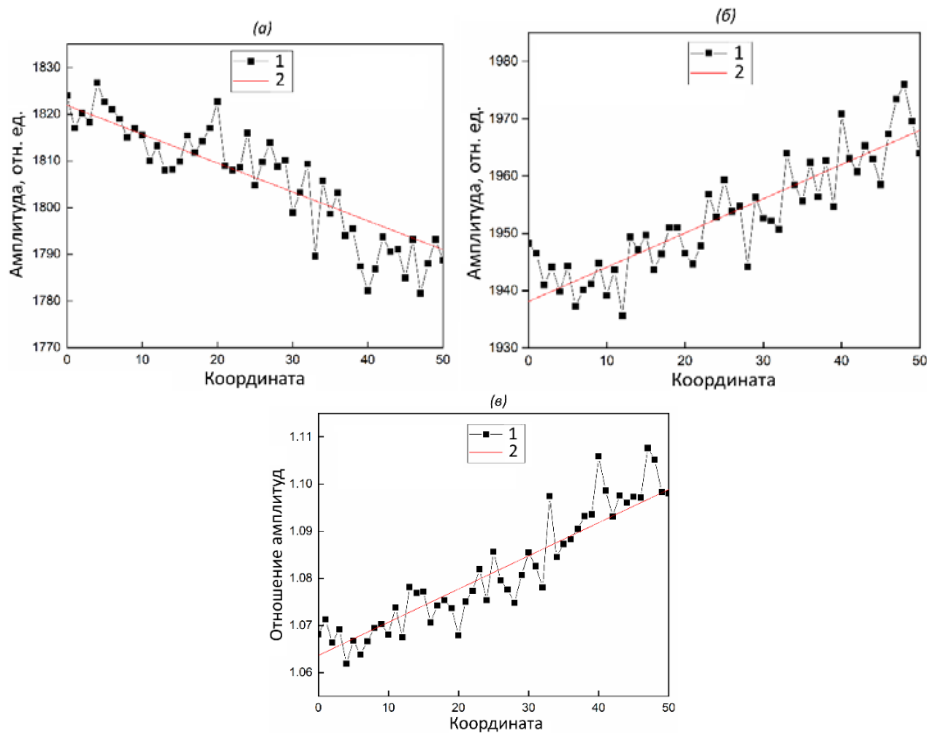 (а)
1
2
1830
1820
1810
1800
1790
1780
1770
Амплитуда, отн. ед.
0 10 20 30 40 50
Координата
(б)
1
2
1980
1970
1960
1950
1940
1930
Амплитуда, отн. ед.
0 10 20 30 40 50
Координата
(в)
1
2
1.11
1.10
1.09
1.08
1.07
1.06
Отношение амплитуд
0 10 20 30 40 50
Координата